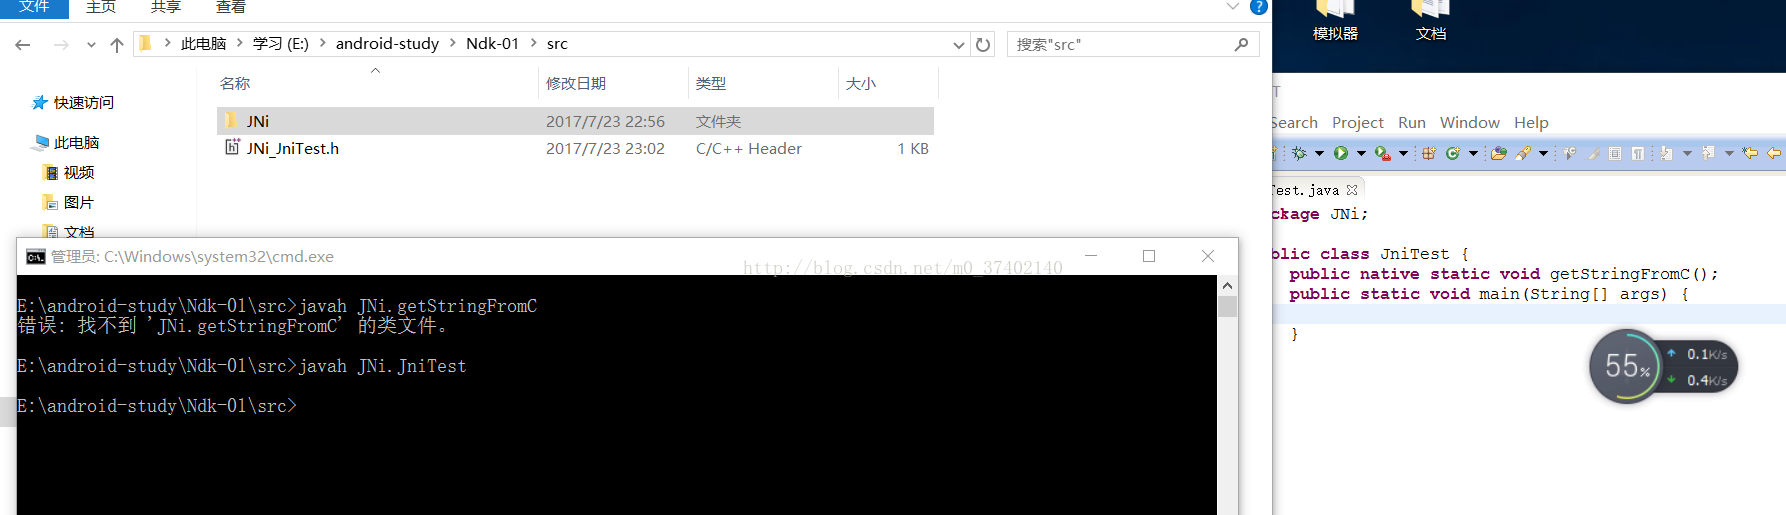 文件 主页 共享 查看
此电脑 学习 (E:) android-study Ndk-01 src
搜索"src"
名称 修改日期 类型 大小
快速访问
此电脑
视频
图片
文档
JNi 2017/7/23 22:56 文件夹
JNi_JniTest.h 2017/7/23 23:02 C/C++ Header 1 KB
管理员: C:\Windows\system32\cmd.exe
http://blog.csdn.net/m0_37402140
E:\android-study\Ndk-01\src>javah JNi.getStringFromC
错误: 找不到 'JNi.getStringFromC' 的类文件。
E:\android-study\Ndk-01\src>javah JNi.JniTest
E:\android-study\Ndk-01\src>
模拟器 文档
T
Search Project Run Window Help
Test.java
ckage JNi;
blic class JniTest {
public native static void getStringFromC();
public static void main(String[] args) {
}
55%
0.1K/s
0.4K/s